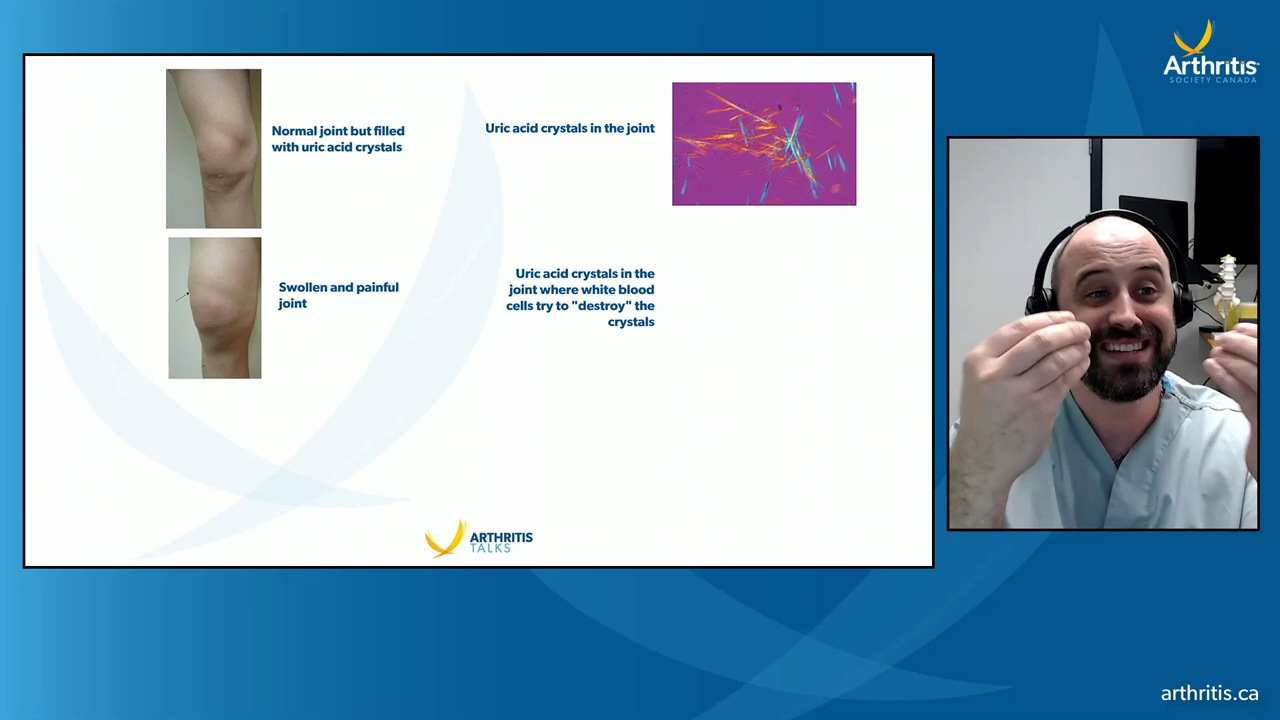 Arthritis
SOCIETY CANADA
Normal joint but filled
with uric acid crystals
Uric acid crystals in the joint
Swollen and painful
joint
Uric acid crystals in the
joint where white blood
cells try to "destroy" the
crystals
ARTHRITIS
TALKS
arthritis.ca